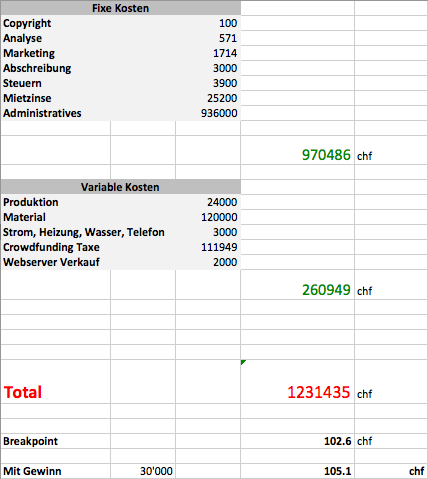 Fixe Kosten
Copyright 100
Analyse 571
Marketing 1714
Abschreibung 3000
Steuern 3900
Mietzinse 25200
Administratives 936000
970486 chf
Variable Kosten
Produktion 24000
Material 120000
Strom, Heizung, Wasser, Telefon 3000
Crowdfunding Taxe 111949
Webserver Verkauf 2000
260949 chf
Total 1231435 chf
Breakpoint 102.6 chf
Mit Gewinn 30'000 105.1 chf